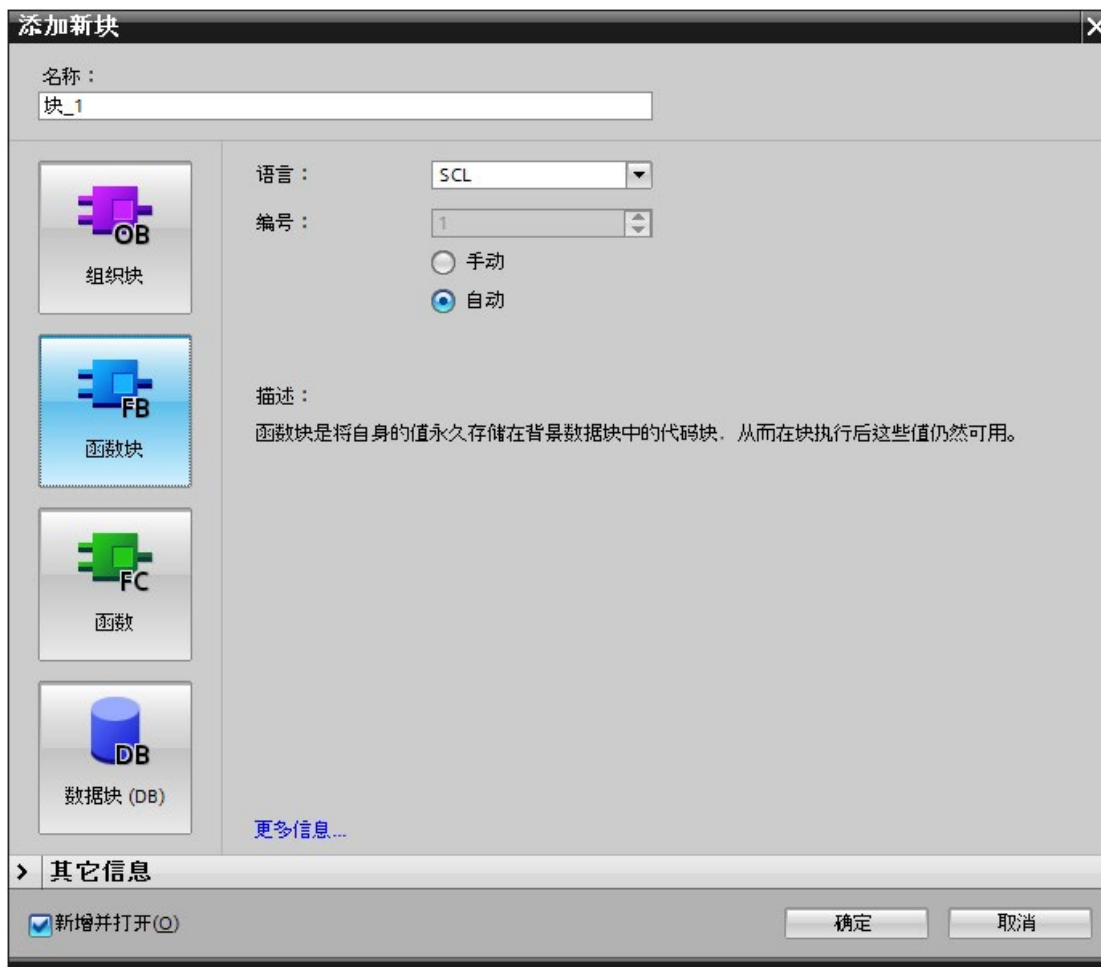 添加新块
名称：
块_1
OB
组织块
FB
函数块
FC
函数
DB
数据块 (DB)
语言：
SCL
编号：
1
手动
自动
描述：
函数块是将自身的值永久存储在背景数据块中的代码块，从而在块执行后这些值仍然可用。
更多信息...
其它信息
新增并打开(O)
确定
取消